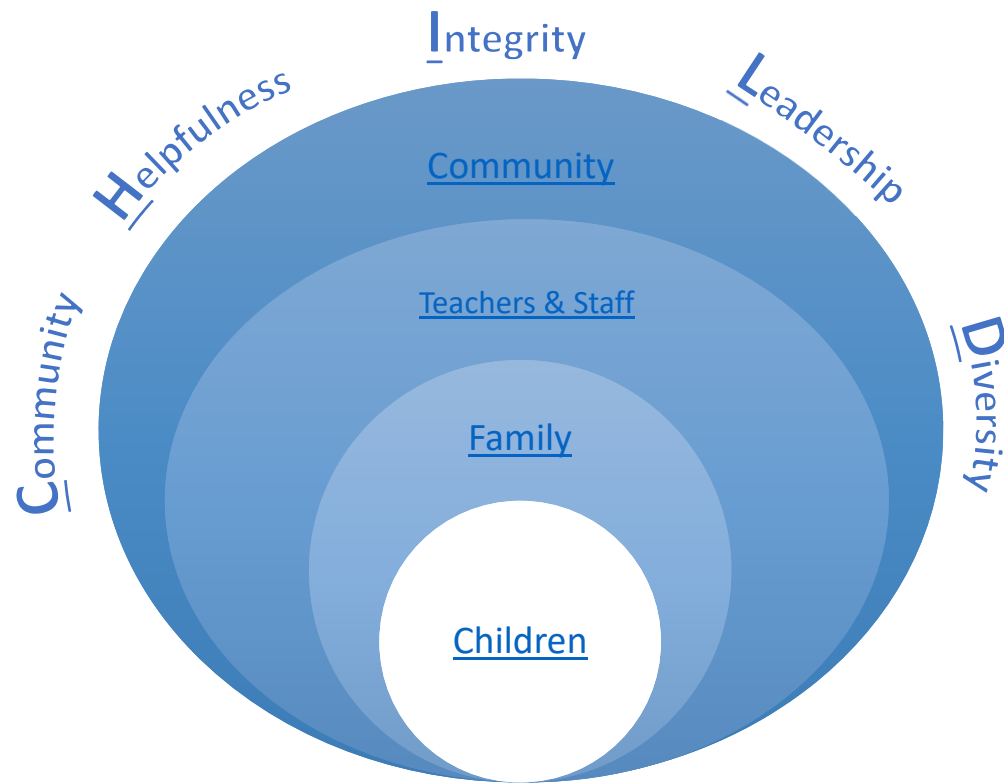 Community
Helpfulness
Integrity
Leadership
Diversity
Community
Teachers & Staff
Family
Children